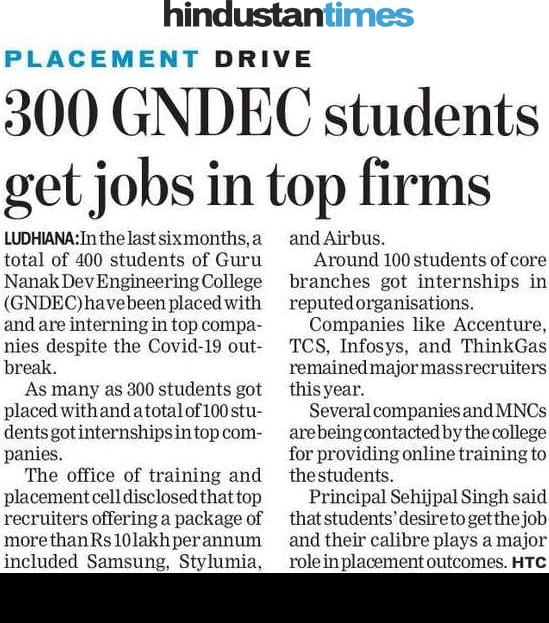 hindustantimes
PLACEMENT DRIVE
300 GNDEC students
get jobs in top firms
LUDHIANA: In the last six months, a
total of 400 students of Guru
Nanak Dev Engineering College
(GNDEC) have been placed with
and are interning in top compa-
nies despite the Covid-19 out-
break.
As many as 300 students got
placed with and a total of 100 stu-
dents got internships in top com-
panies.
The office of training and
placement cell disclosed that top
recruiters offering a package of
more than Rs 10 lakh per annum
included Samsung, Stylumia,
and Airbus.
Around 100 students of core
branches got internships in
reputed organisations.
Companies like Accenture,
TCS, Infosys, and ThinkGas
remained major mass recruiters
this year.
Several companies and MNCs
are being contacted by the college
for providing online training to
the students.
Principal Sehijpal Singh said
that students' desire to get the job
and their calibre plays a major
role in placement outcomes. HTC